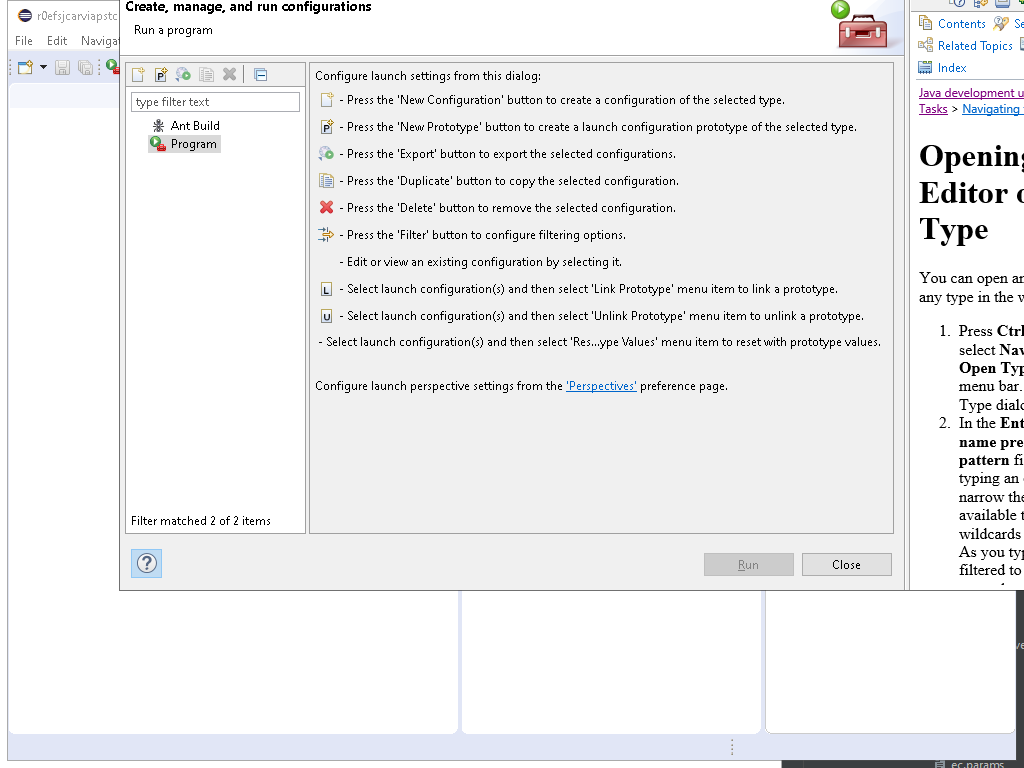 r0efsjcarviapstc
File Edit Navigat
Create, manage, and run configurations
Run a program
type filter text
Ant Build
Program
Filter matched 2 of 2 items
Configure launch settings from this dialog:
- Press the 'New Configuration' button to create a configuration of the selected type.
- Press the 'New Prototype' button to create a launch configuration prototype of the selected type.
- Press the 'Export' button to export the selected configurations.
- Press the 'Duplicate' button to copy the selected configuration.
- Press the 'Delete' button to remove the selected configuration.
- Press the 'Filter' button to configure filtering options.
- Edit or view an existing configuration by selecting it.
- Select launch configuration(s) and then select 'Link Prototype' menu item to link a prototype.
- Select launch configuration(s) and then select 'Unlink Prototype' menu item to unlink a prototype.
- Select launch configuration(s) and then select 'Res...ype Values' menu item to reset with prototype values.
Configure launch perspective settings from the 'Perspectives' preference page.
Run Close
Contents Se
Related Topics
Index
Java development u
Tasks > Navigating
Opening
Editor o
Type
You can open an
any type in the w
1. Press Ctrl
select Nav
Open Typ
menu bar.
Type dialo
2. In the Ent
name pre
pattern fi
typing an
narrow the
available t
wildcards
As you typ
filtered to
ec.params